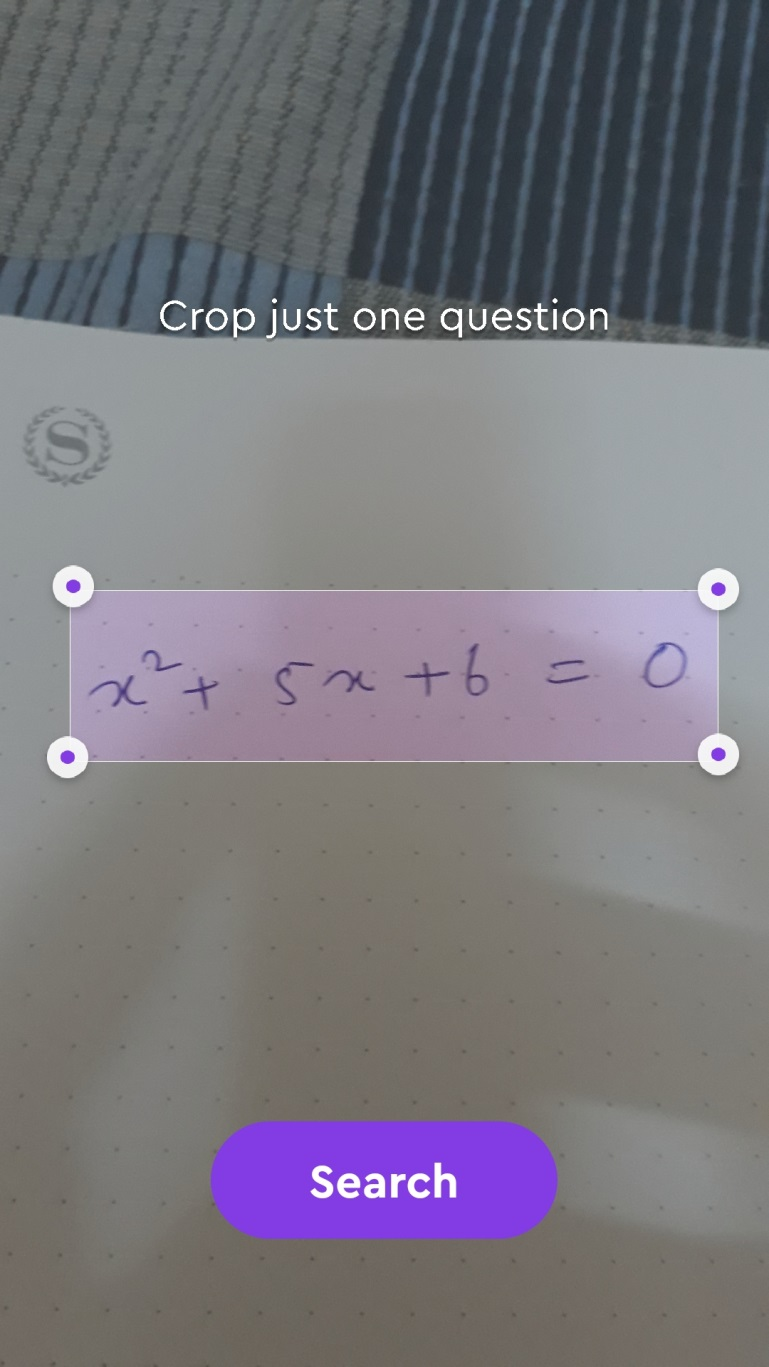 Crop just one question
S
x² + 5x + 6 = 0
Search